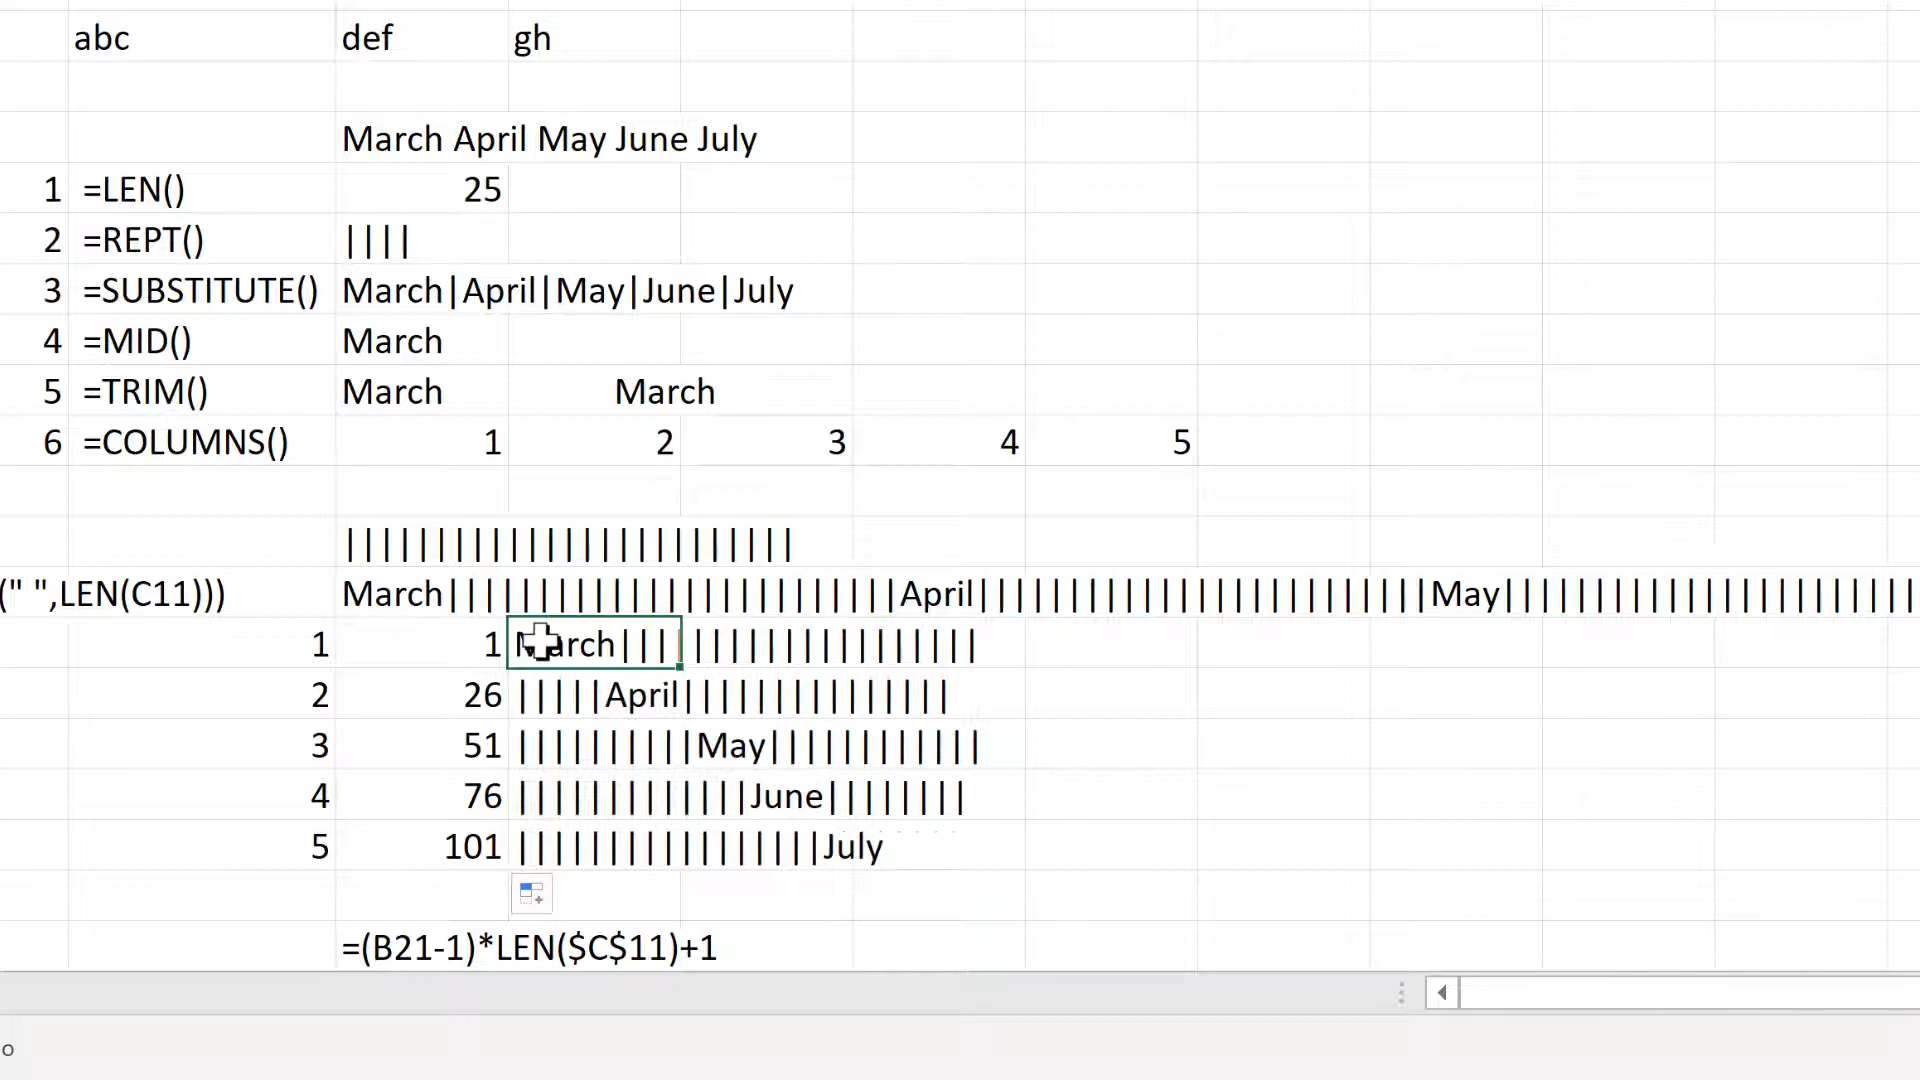 abc def gh
March April May June July
1 =LEN() 25
2 =REPT() ||||
3 =SUBSTITUTE() March|April|May|June|July
4 =MID() March
5 =TRIM() March March
6 =COLUMNS() 1 2 3 4 5
|||||||||||||||||||||||||
(" ",LEN(C11))) March|||||||||||||||||||||||||April|||||||||||||||||||||||||May|||||||||||||||||||||||
1 1 March||||||||||||||||||||
2 26 |||||April|||||||||||||||
3 51 ||||||||||May||||||||||||
4 76 |||||||||||||June||||||||
5 101 |||||||||||||||||July
=(B21-1)*LEN($C$11)+1
o